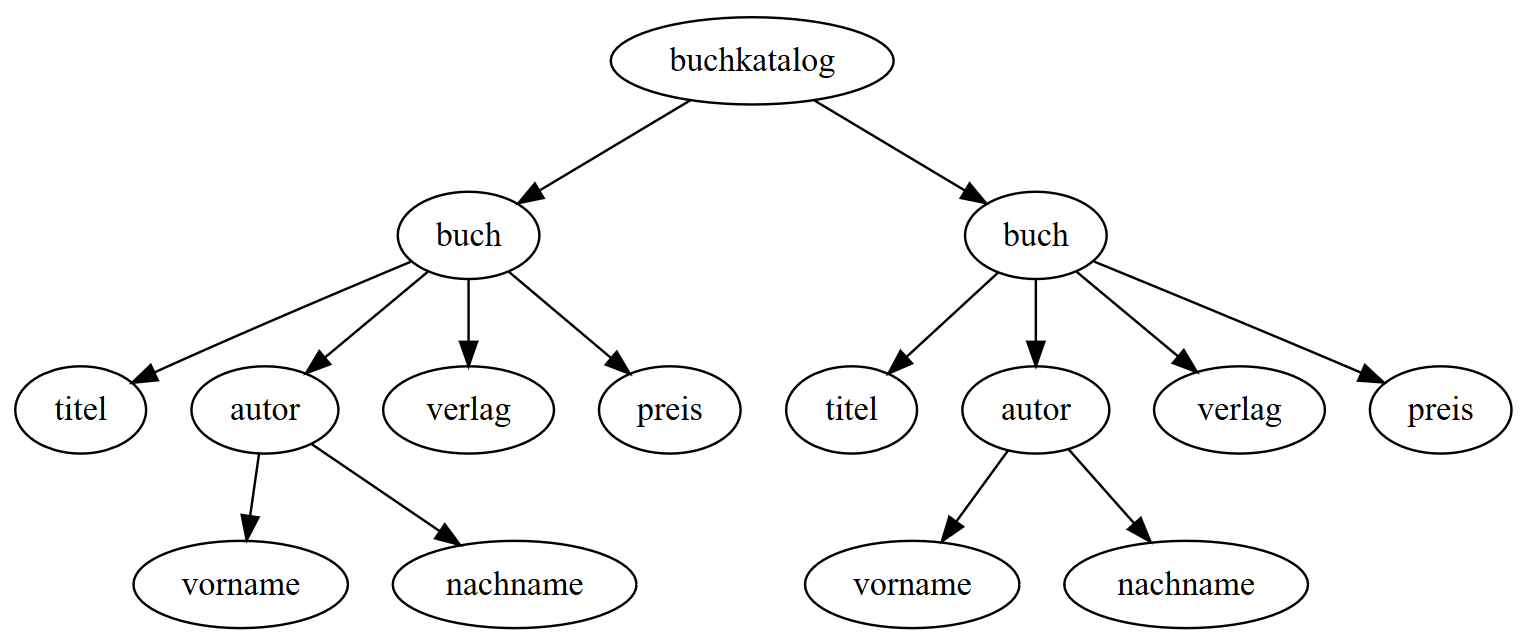 buchkatalog
buch buch
titel autor verlag preis titel autor verlag preis
vorname nachname vorname nachname